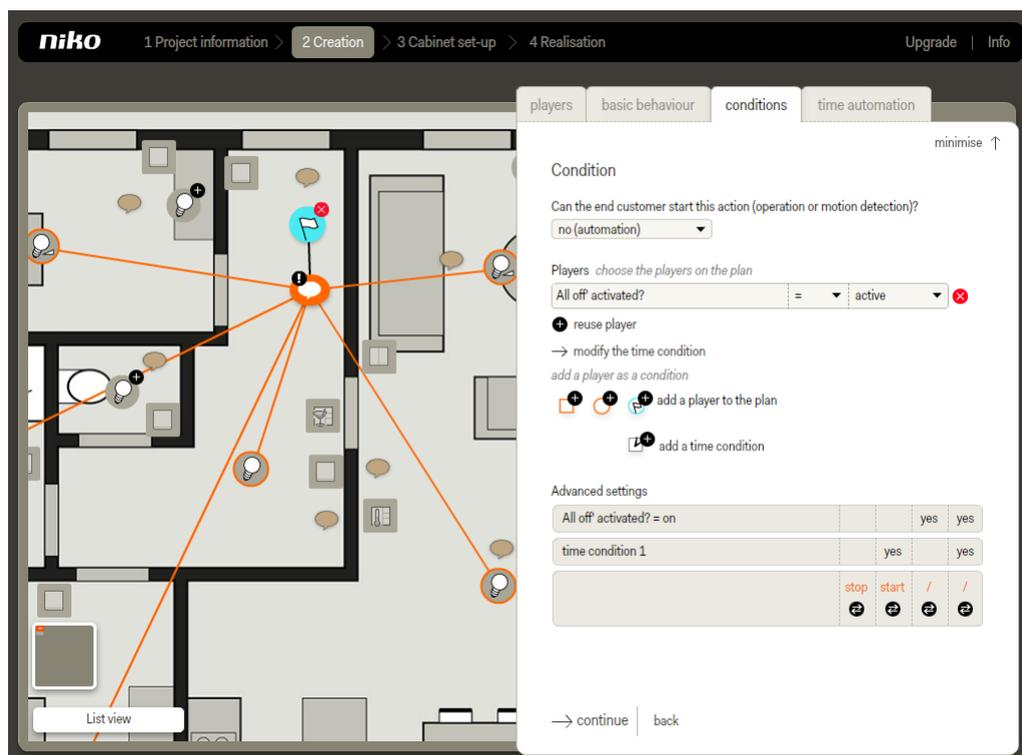 niko 1 Project information 2 Creation 3 Cabinet set-up 4 Realisation Upgrade | Info
players basic behaviour conditions time automation
minimise
Condition
Can the end customer start this action (operation or motion detection)?
no (automation)
Players choose the players on the plan
All off' activated? = active
reuse player
modify the time condition
add a player as a condition
add a player to the plan
add a time condition
Advanced settings
All off' activated? = on yes yes
time condition 1 yes yes
stop start / /
List view
continue back